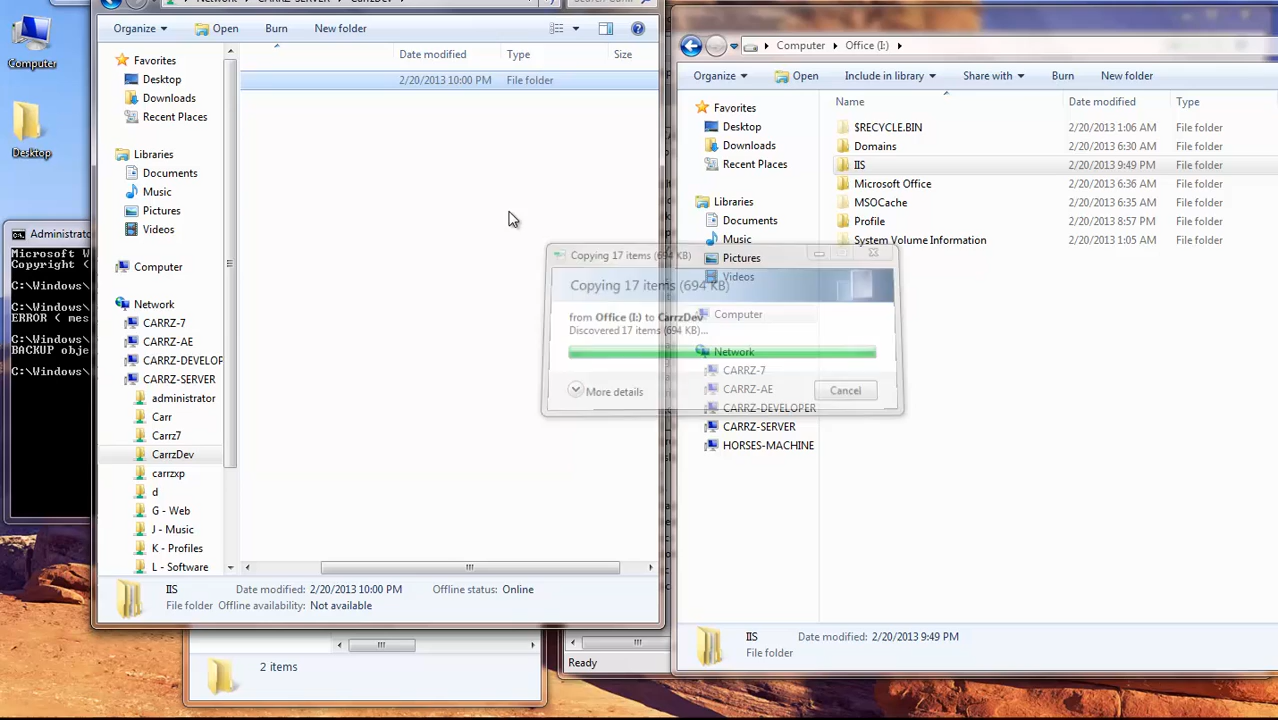 Computer
Desktop
Administrato
Microsoft W
Copyright <
C:\Windows\
C:\Windows\
ERROR < mes
C:\Windows\
BACKUP obje
C:\Windows\
Network CARRZ-SERVER CarrzDev
Organize Open Burn New folder
Date modified Type Size
2/20/2013 10:00 PM File folder
Favorites
Desktop
Downloads
Recent Places
Libraries
Documents
Music
Pictures
Videos
Computer
Network
CARRZ-7
CARRZ-AE
CARRZ-DEVELOP
CARRZ-SERVER
administrator
Carr
Carrz7
CarrzDev
carrzxp
d
G - Web
J - Music
K - Profiles
L - Software
IIS Date modified: 2/20/2013 10:00 PM Offline status: Online
File folder Offline availability: Not available
2 items
Ready
Copying 17 items (694 KB)
Copying 17 items (694 KB)
from Office (I:) to CarrzDev
Discovered 17 items (694 KB)...
More details Cancel
Computer Office (I:)
Organize Open Include in library Share with Burn New folder
Name Date modified Type
$RECYCLE.BIN 2/20/2013 1:06 AM File folder
Domains 2/20/2013 6:30 AM File folder
IIS 2/20/2013 9:49 PM File folder
Microsoft Office 2/20/2013 6:36 AM File folder
MSOCache 2/20/2013 6:35 AM File folder
Profile 2/20/2013 8:57 PM File folder
System Volume Information 2/20/2013 1:05 AM File folder
Favorites
Desktop
Downloads
Recent Places
Libraries
Documents
Music
Pictures
Videos
Computer
Network
CARRZ-7
CARRZ-AE
CARRZ-DEVELOPER
CARRZ-SERVER
HORSES-MACHINE
IIS Date modified: 2/20/2013 9:49 PM
File folder